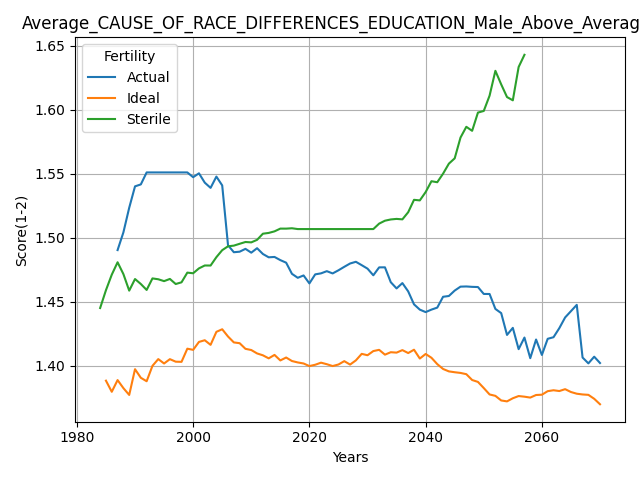 Average_CAUSE_OF_RACE_DIFFERENCES_EDUCATION_Male_Above_Averag
Fertility
Actual
Ideal
Sterile
1.65
1.60
1.55
1.50
1.45
1.40
Score(1-2)
1980 2000 2020 2040 2060
Years